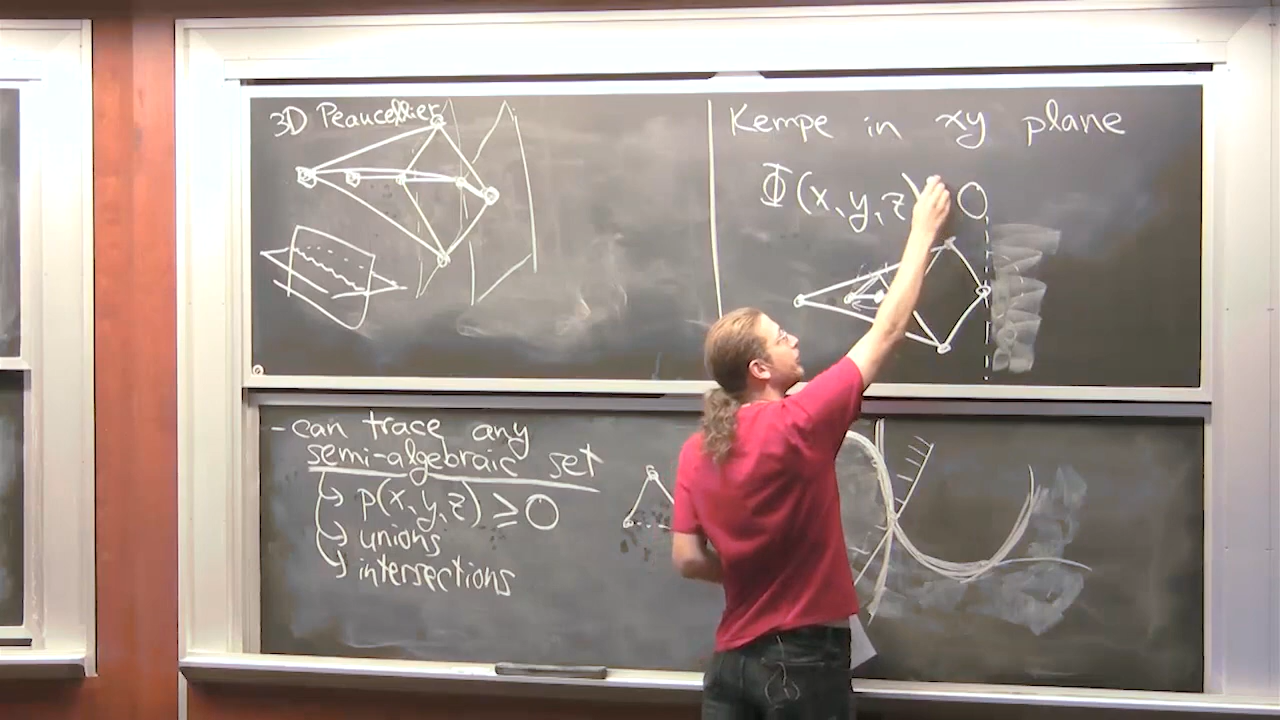 3D Peaucellier
Kempe in xy plane
Φ(x,y,z) 0
- can trace any
semi-algebraic set
↳ p(x,y,z) ≥ 0
↳ unions
↳ intersections